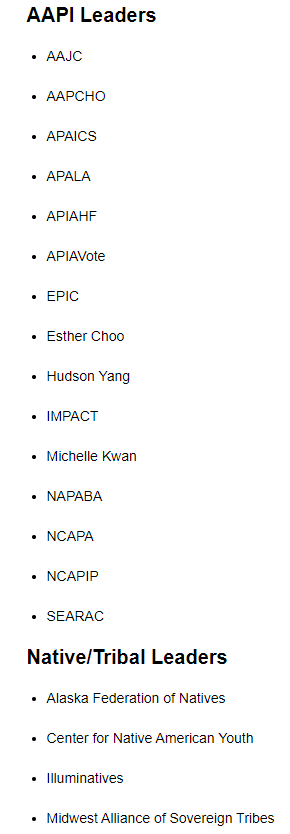 AAPI Leaders
AAJC
AAPCHO
APAICS
APALA
APIAHF
APIAVote
EPIC
Esther Choo
Hudson Yang
IMPACT
Michelle Kwan
NAPABA
NCAPA
NCAPIP
SEARAC
Native/Tribal Leaders
Alaska Federation of Natives
Center for Native American Youth
Illuminatives
Midwest Alliance of Sovereign Tribes